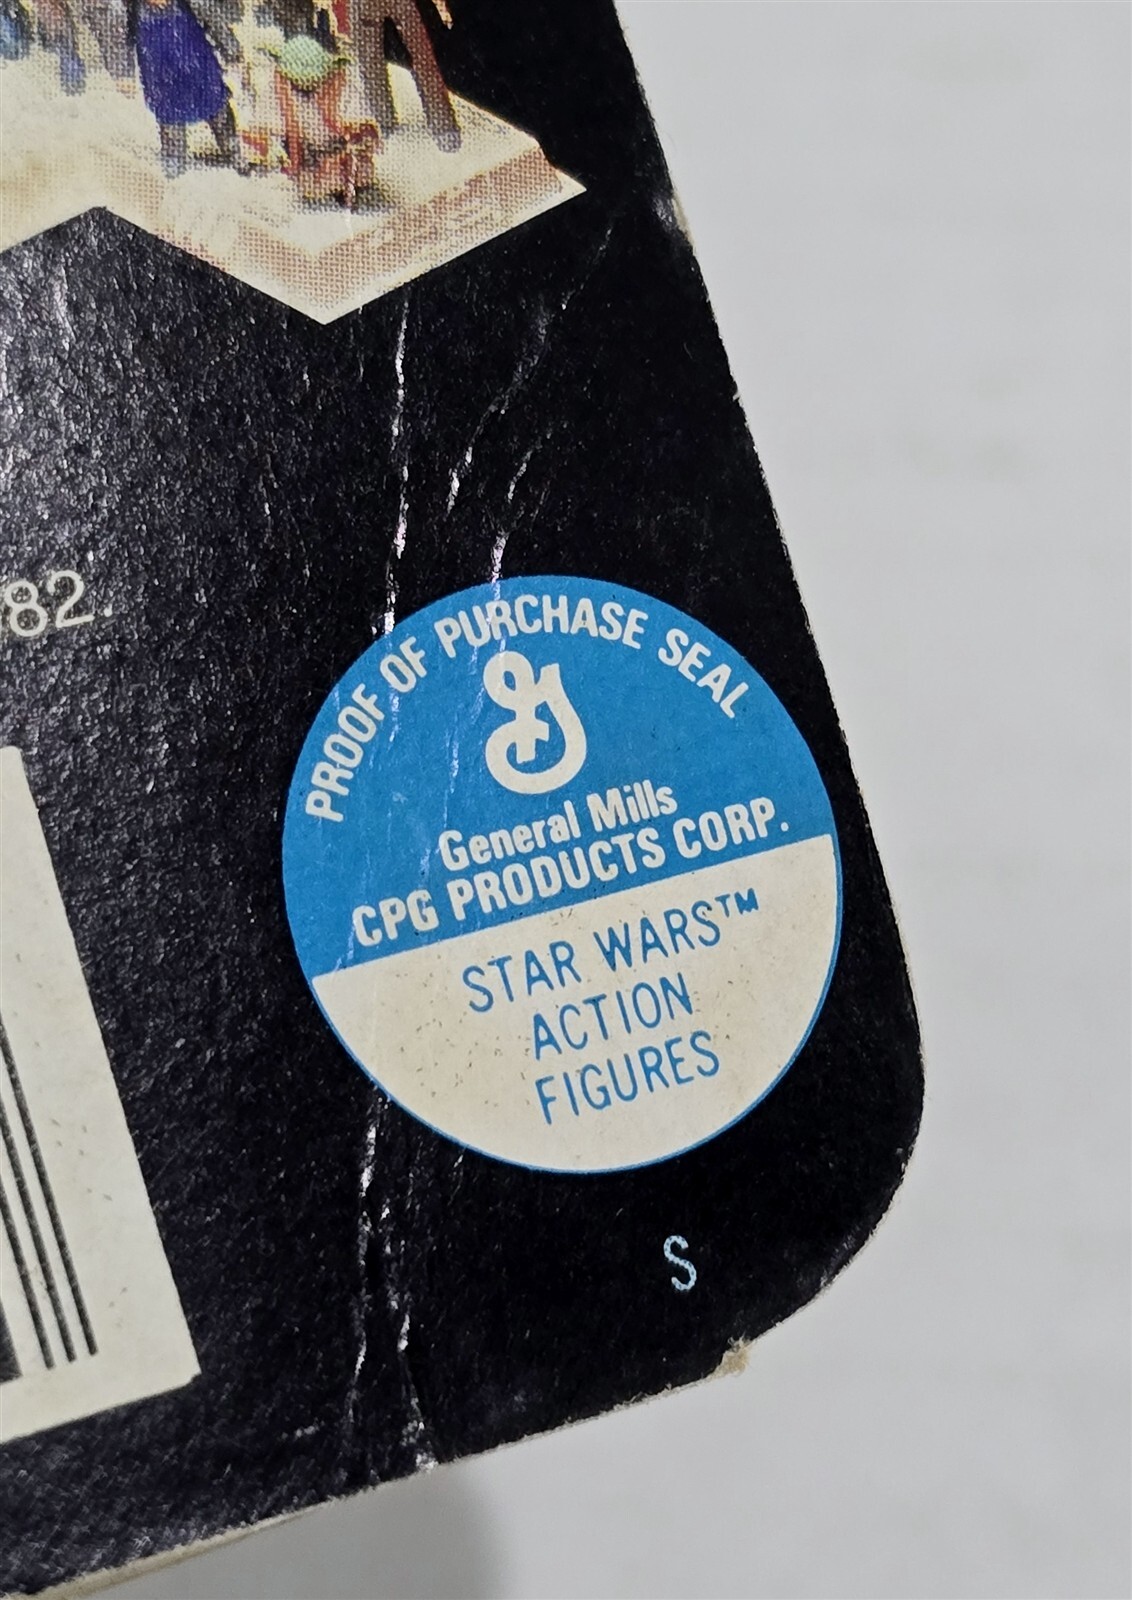 82.
PROOF OF PURCHASE SEAL
General Mills
CPG PRODUCTS CORP.
STAR WARS™
ACTION
FIGURES
S